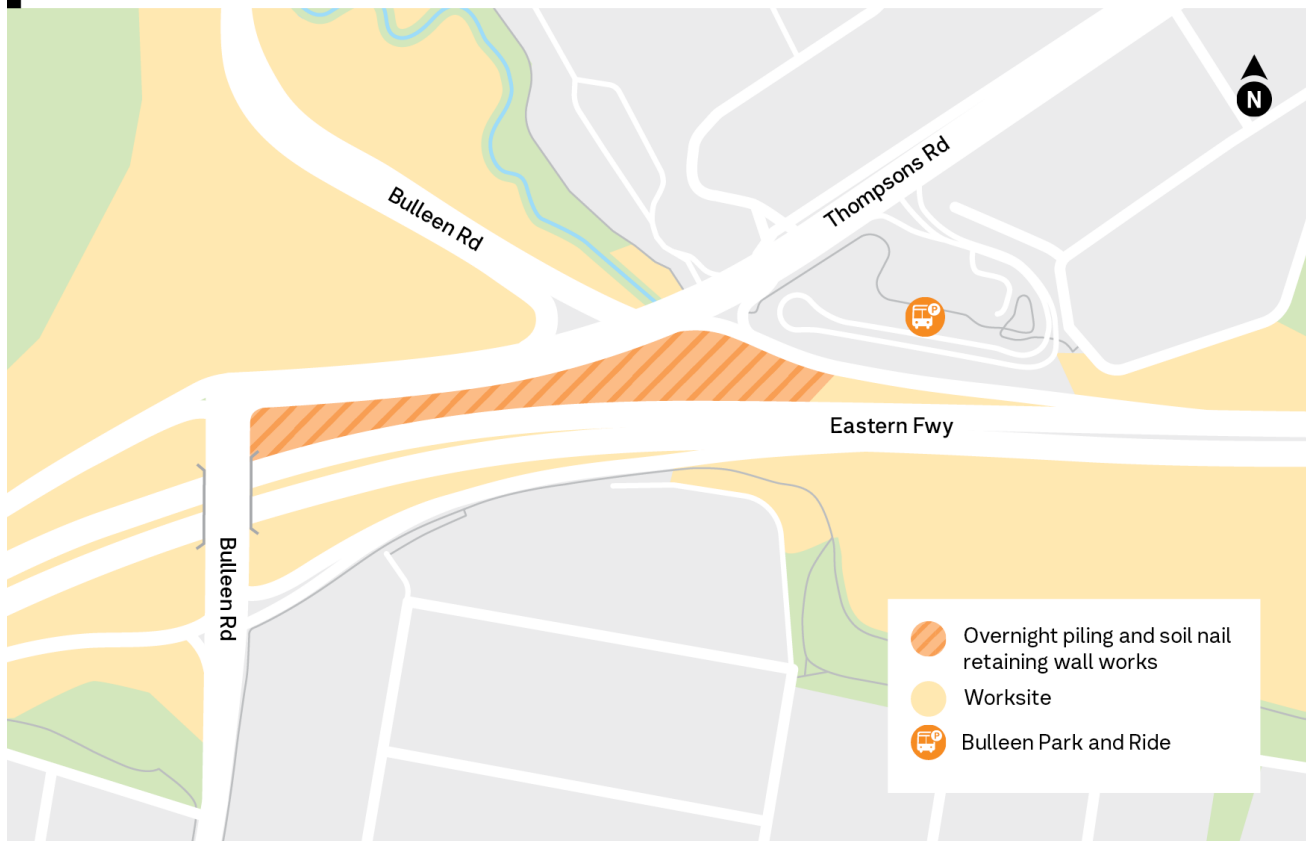 N
Thompsons Rd
Bulleen Rd
P
Eastern Fwy
Bulleen Rd
Overnight piling and soil nail
retaining wall works
Worksite
P
Bulleen Park and Ride